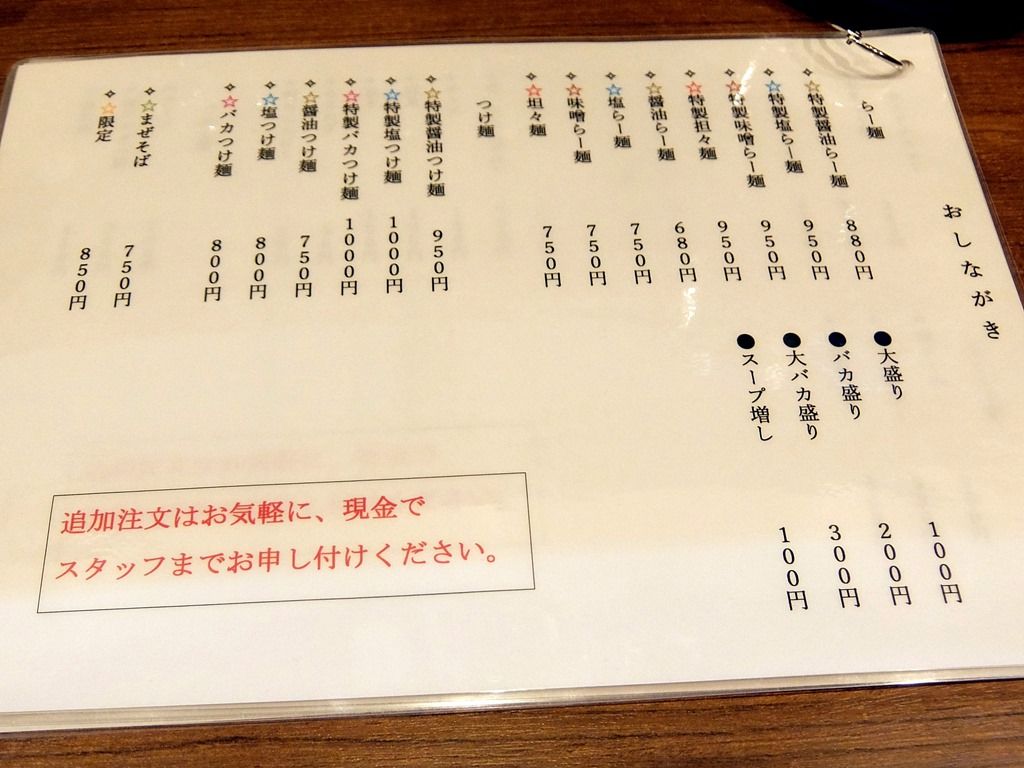 おしながき
らー麺
✧☆特製醤油らー麺 880円
✧☆特製塩らー麺 950円
✧☆特製味噌らー麺 950円
✧☆特製担々麺 950円
✧☆醤油らー麺 680円
✧☆塩らー麺 750円
✧☆味噌らー麺 750円
✧☆坦々麺 750円
つけ麺
✧☆特製醤油つけ麺 950円
✧☆特製塩つけ麺 1000円
✧☆特製バカつけ麺 1000円
✧☆醤油つけ麺 750円
✧☆塩つけ麺 800円
✧☆バカつけ麺 800円
✧☆まぜそば 750円
✧☆限定 850円
●大盛り 100円
●バカ盛り 200円
●大バカ盛り 300円
●スープ増し 100円
追加注文はお気軽に、現金で
スタッフまでお申し付けください。